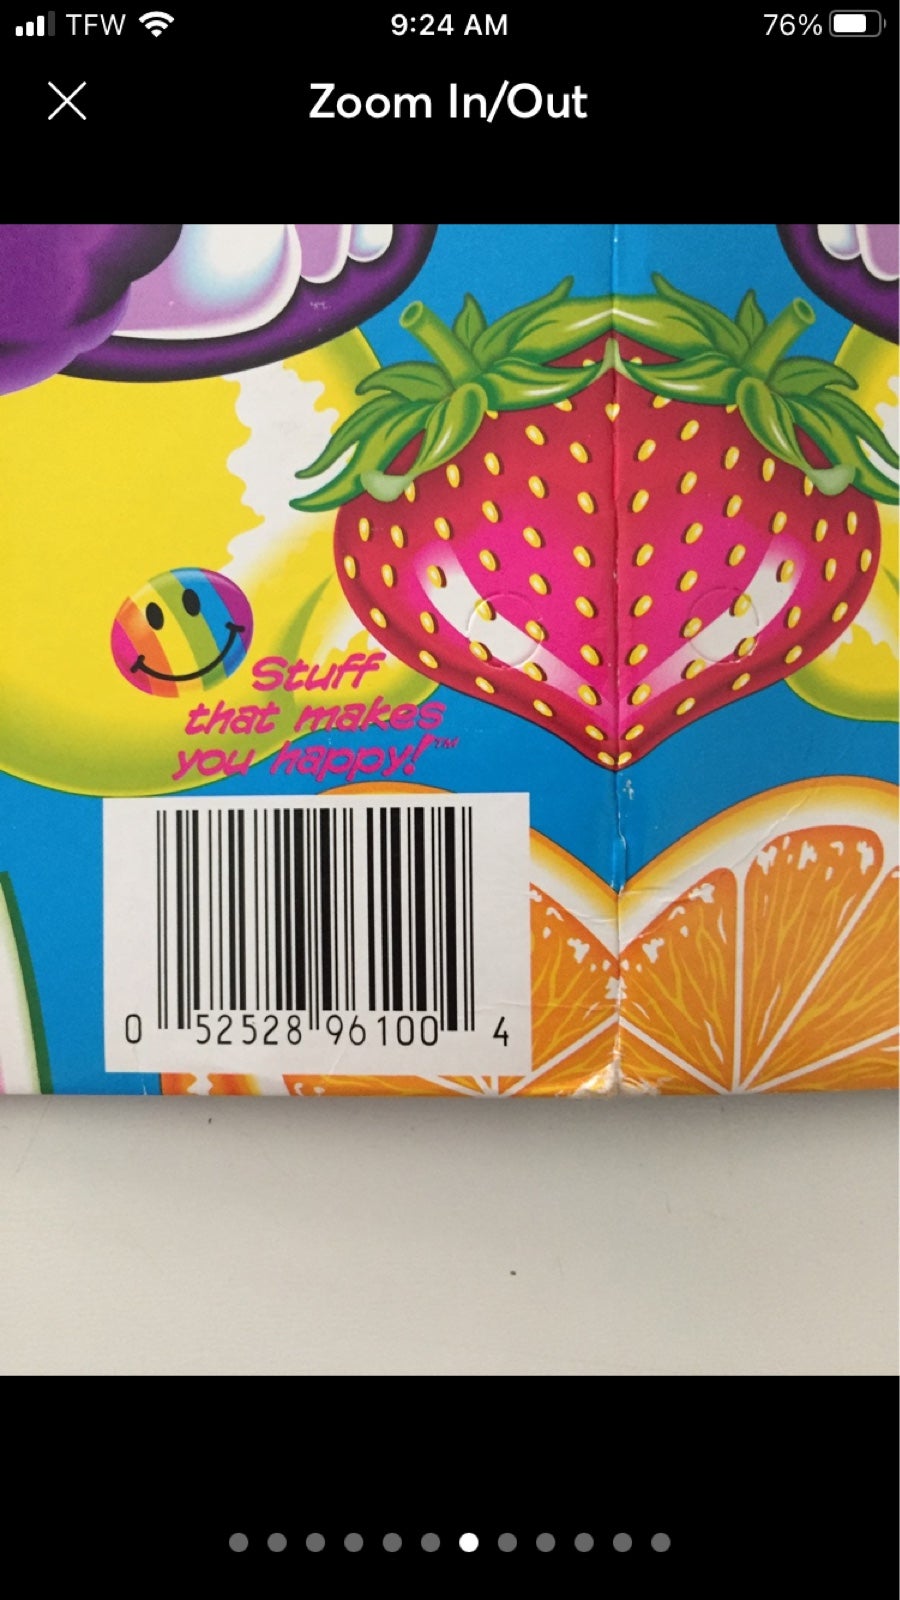 TFW 9:24 AM 76%
Zoom In/Out
Stuff
that makes
you happy!™
0 52528 96100 4